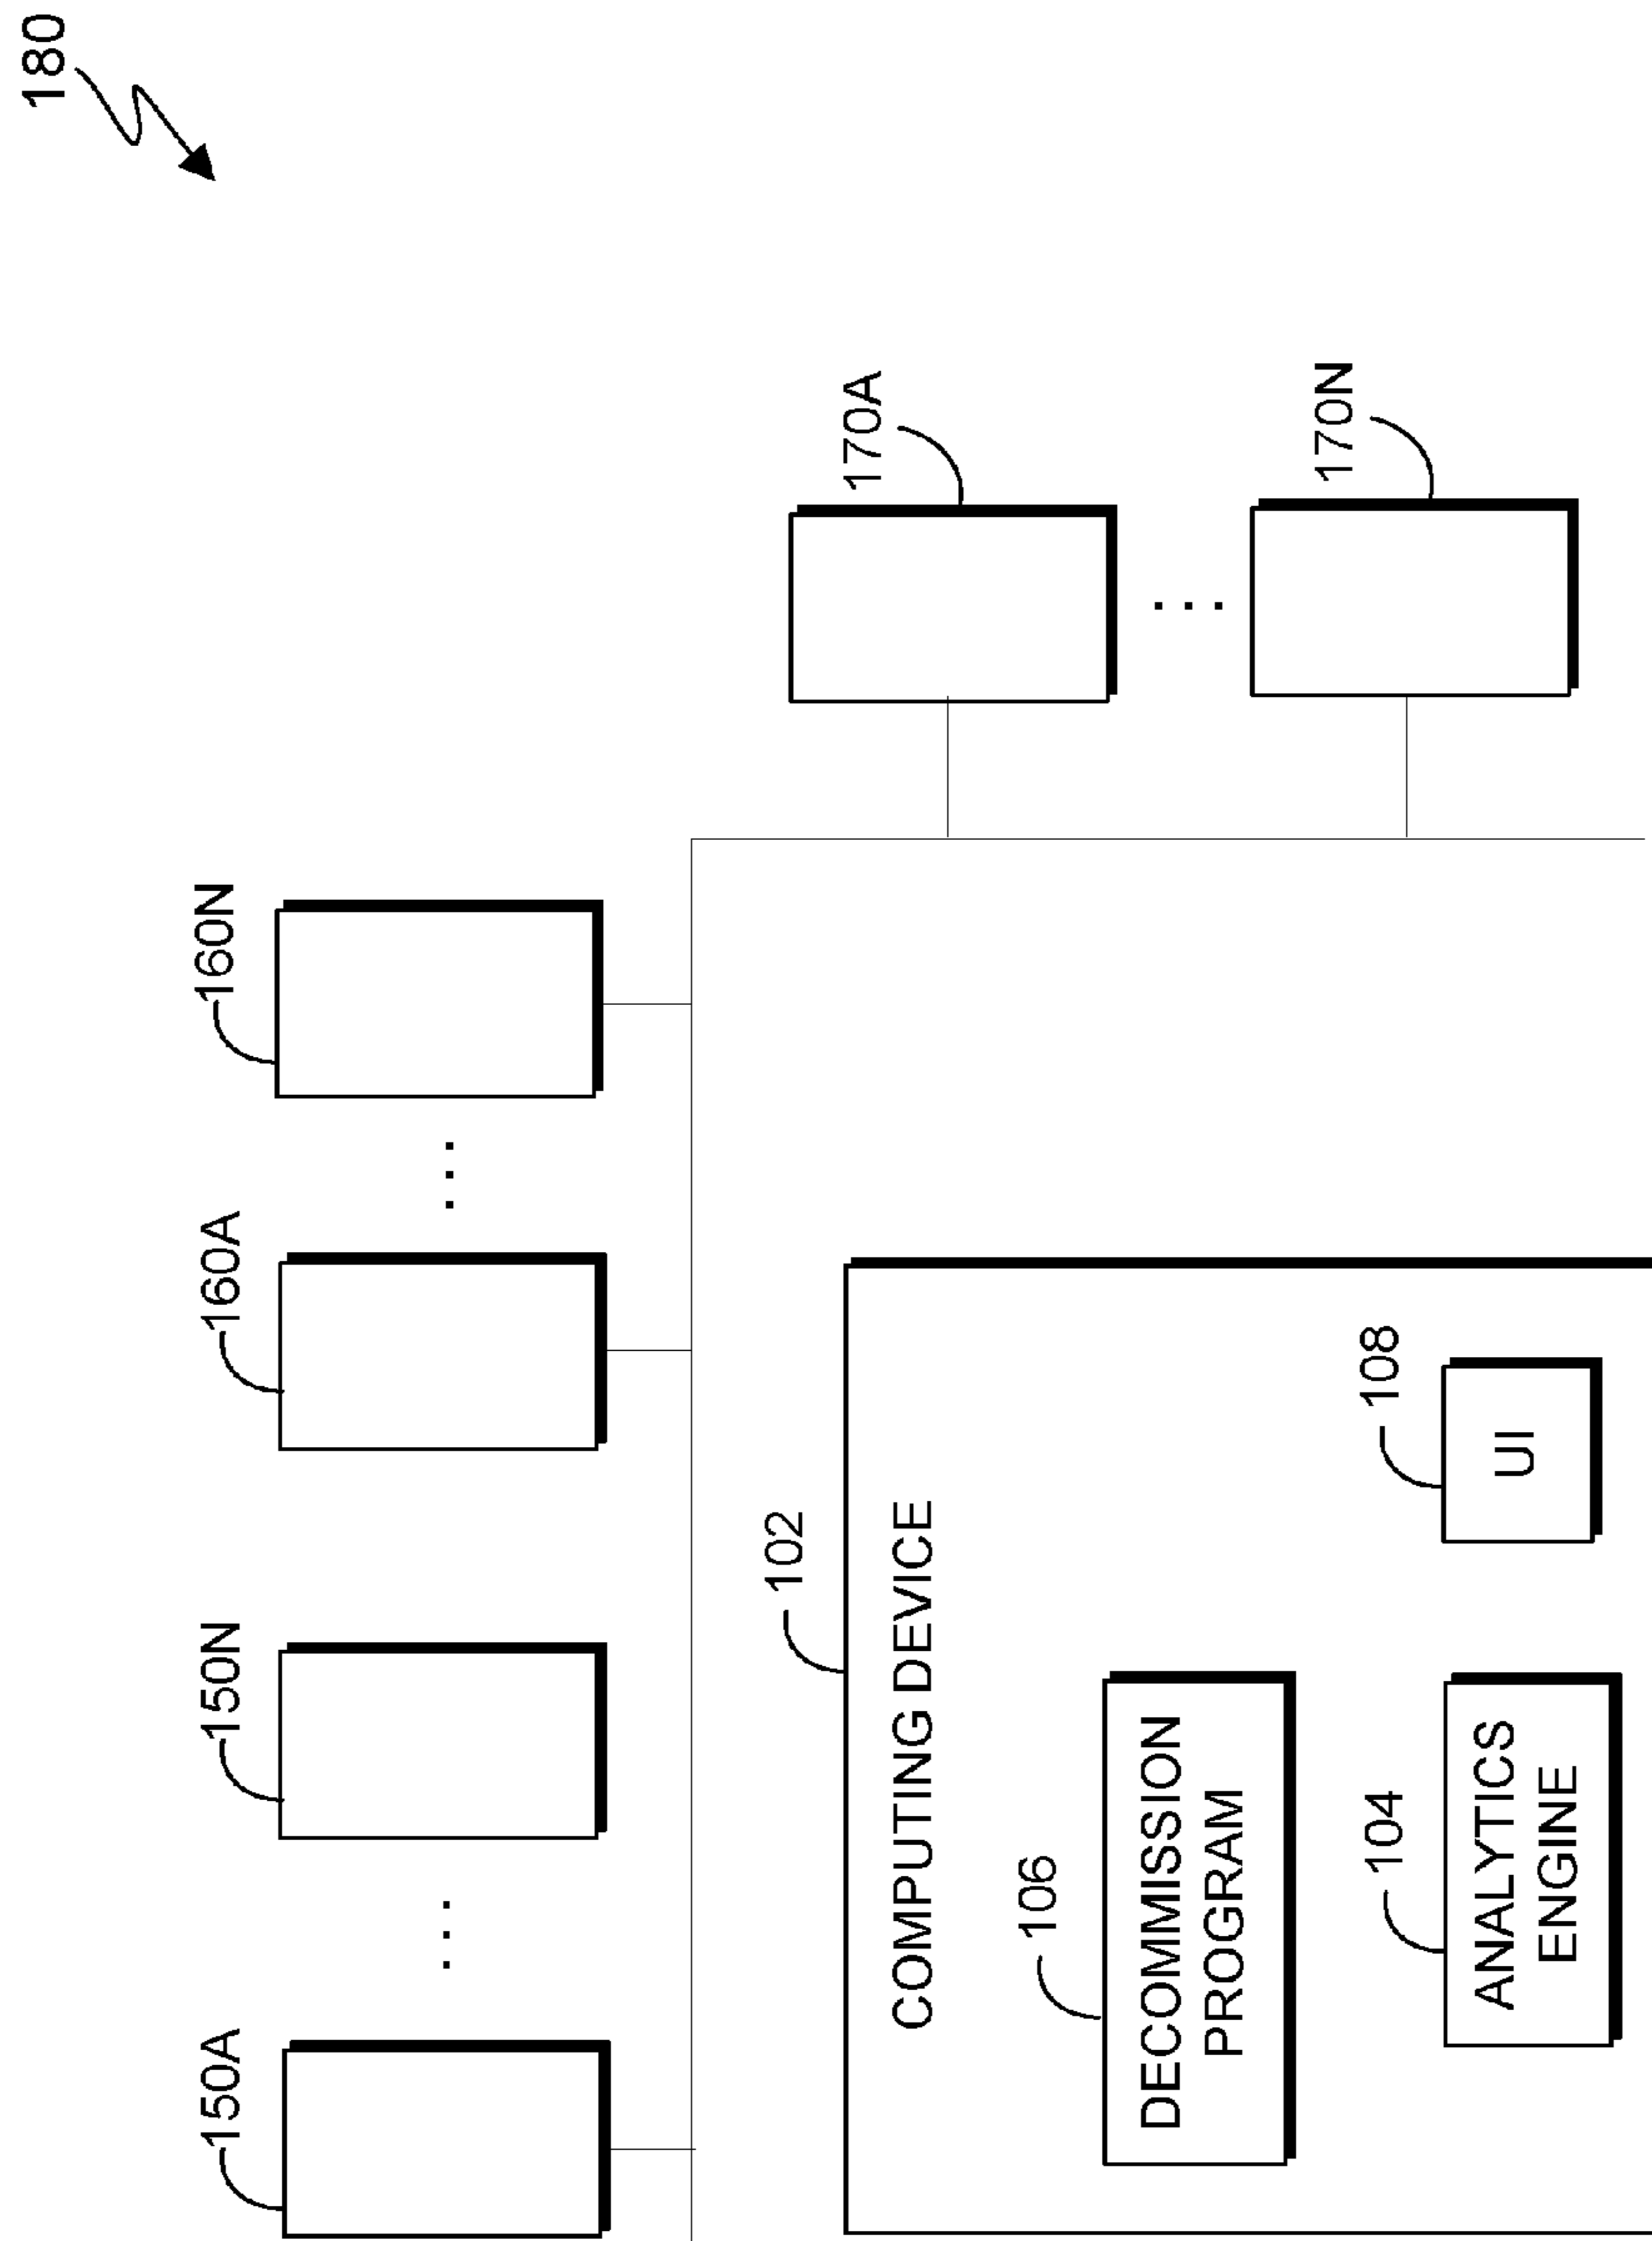 180
150A
150N
160A
160N
. . .
. . .
102
COMPUTING DEVICE
170A
106
DECOMMISSION
PROGRAM
. . .
104
108
170N
ANALYTICS
ENGINE
UI